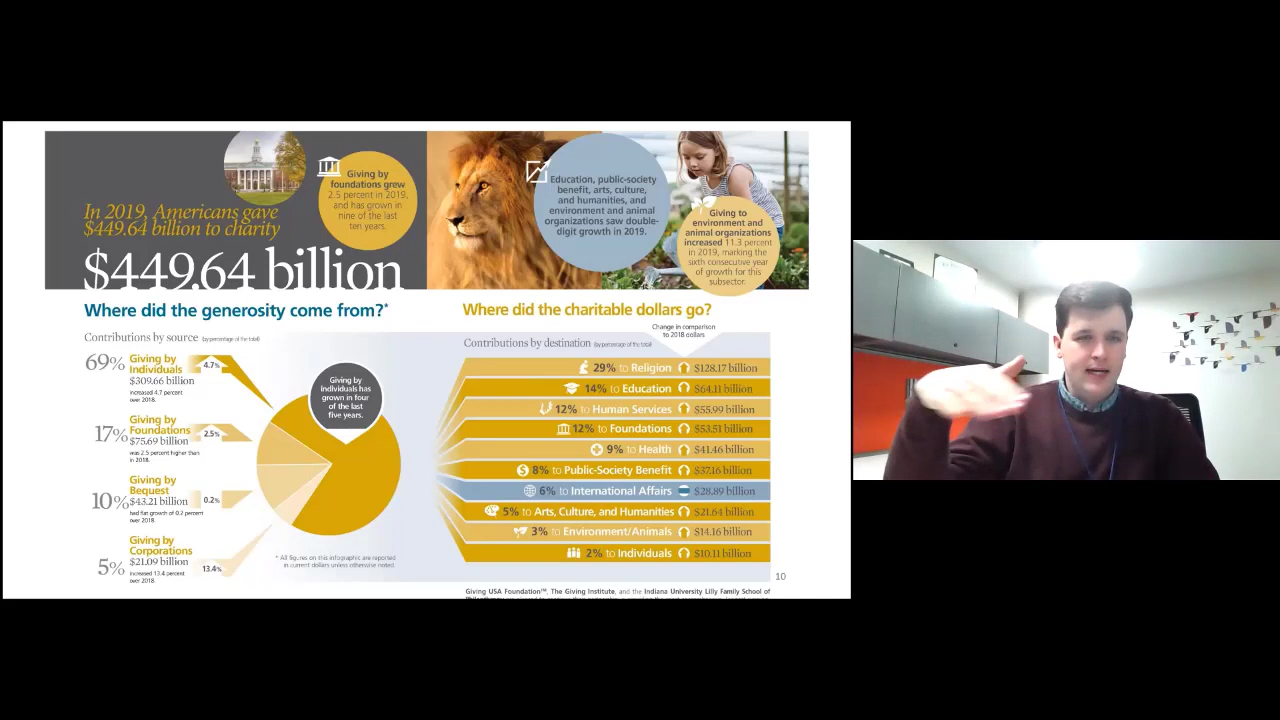 In 2019, Americans gave
$449.64 billion to charity
$449.64 billion
Giving by
foundations grew
2.5 percent in 2019,
and has grown in
nine of the last
ten years.
Education, public-society
benefit, arts, culture,
and humanities, and
environment and animal
organizations saw double-
digit growth in 2019.
Giving to
environment and
animal organizations
increased 11.3 percent
in 2019, marking the
sixth consecutive year
of growth for this
subsector.
Where did the generosity come from?*
Contributions by source (by percentage of the total)
69%
Giving by
Individuals
$309.66 billion
increased 4.7 percent
over 2018.
4.7%
17%
Giving by
Foundations
$75.69 billion
was 2.5 percent higher than
in 2018.
2.5%
10%
Giving by
Bequest
$43.21 billion
had flat growth of 0.2 percent
over 2018.
0.2%
5%
Giving by
Corporations
$21.09 billion
increased 13.4 percent
over 2018.
13.4%
Giving by
individuals has
grown in four
of the last
five years.
* All figures on this infographic are reported
in current dollars unless otherwise noted.
Where did the charitable dollars go?
Change in comparison
to 2018 dollars
Contributions by destination (by percentage of the total)
29% to Religion $128.17 billion
14% to Education $64.11 billion
12% to Human Services $55.99 billion
12% to Foundations $53.51 billion
9% to Health $41.46 billion
8% to Public-Society Benefit $37.16 billion
6% to International Affairs $28.89 billion
5% to Arts, Culture, and Humanities $21.64 billion
3% to Environment/Animals $14.16 billion
2% to Individuals $10.11 billion
10
Giving USA Foundation™, The Giving Institute, and the Indiana University Lilly Family School of